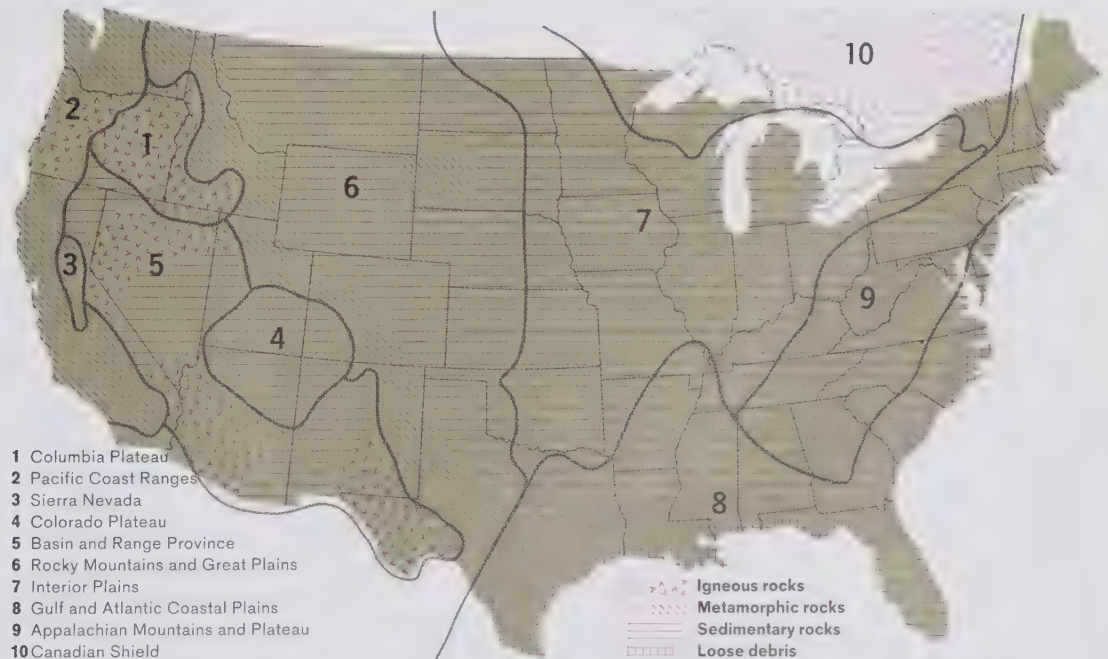 10
2
1
6
7
3
5
9
4
8
1 Columbia Plateau
2 Pacific Coast Ranges
3 Sierra Nevada
4 Colorado Plateau
5 Basin and Range Province
6 Rocky Mountains and Great Plains
7 Interior Plains
8 Gulf and Atlantic Coastal Plains
9 Appalachian Mountains and Plateau
10 Canadian Shield
Igneous rocks
Metamorphic rocks
Sedimentary rocks
Loose debris